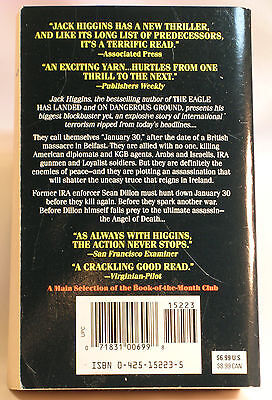 "JACK HIGGINS HAS A NEW THRILLER,
AND LIKE ITS LONG LIST OF PREDECESSORS,
IT'S A TERRIFIC READ."
—Associated Press
"AN EXCITING YARN...HURTLES FROM ONE
THRILL TO THE NEXT."
—Publishers Weekly
Jack Higgins, the bestselling author of THE EAGLE
HAS LANDED and ON DANGEROUS GROUND, presents
his biggest blockbuster yet, an explosive story of international
terrorism ripped from today's headlines...
They call themselves "January 30," after the date of a British
massacre in Belfast. They are allied with no one, killing
American diplomats and KGB agents, Arabs and Israelis, IRA
gunmen and Loyalist soldiers. But they are definitely the
enemies of peace—and they are plotting an assassination that
will shatter the uneasy truce that reigns in Ireland.
Former IRA enforcer Sean Dillon must hunt down January 30
before they kill again. Before they spark another war.
Before Dillon himself falls prey to the ultimate assassin—
the Angel of Death...
"AS ALWAYS WITH HIGGINS,
THE ACTION NEVER STOPS."
—San Francisco Examiner
"A CRACKLING GOOD READ."
—Virginian-Pilot
A Main Selection of the Book-of-the-Month Club
15223
UPC
0 71831 00699 8
ISBN 0-425-15223-5
$6.99 U.S.
$8.99 CAN